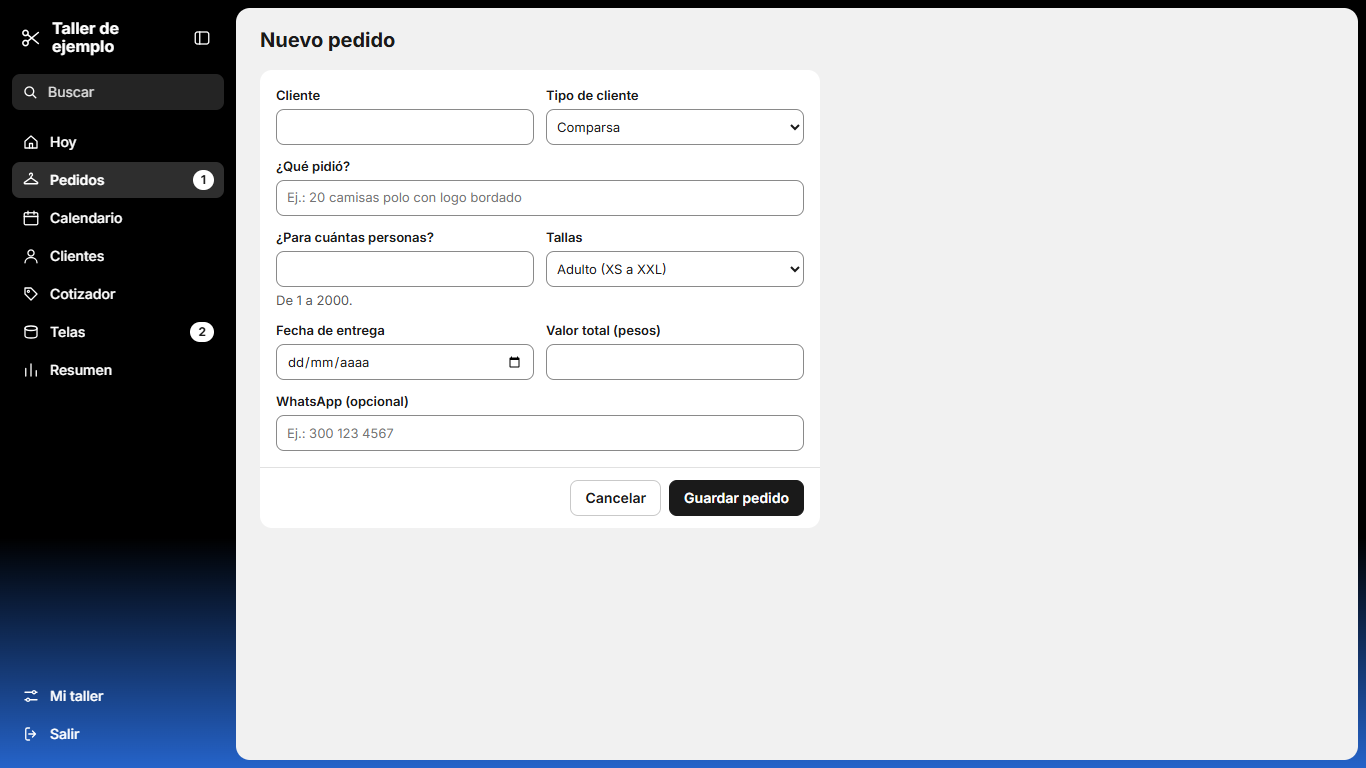 Taller de
ejemplo
Buscar
Hoy
Pedidos 1
Calendario
Clientes
Cotizador
Telas 2
Resumen
Mi taller
Salir
Nuevo pedido
Cliente Tipo de cliente
Comparsa
¿Qué pidió?
Ej.: 20 camisas polo con logo bordado
¿Para cuántas personas? Tallas
Adulto (XS a XXL)
De 1 a 2000.
Fecha de entrega Valor total (pesos)
dd/mm/aaaa
WhatsApp (opcional)
Ej.: 300 123 4567
Cancelar Guardar pedido